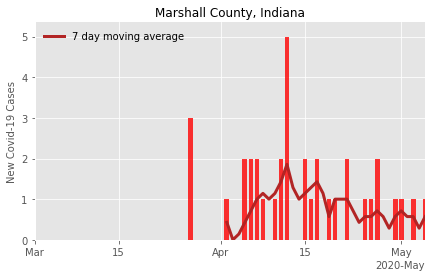 Marshall County, Indiana
7 day moving average
New Covid-19 Cases
5
4
3
2
1
0
Mar
15
Apr
15
May
2020-May